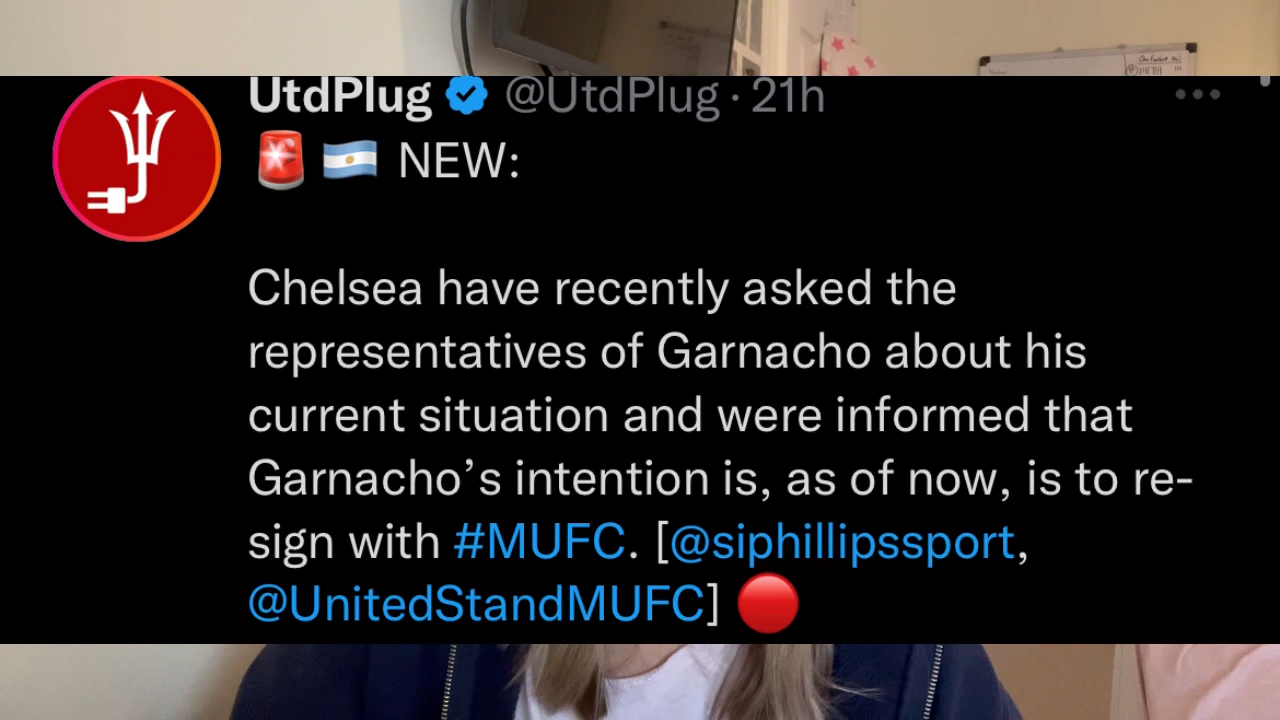 UtdPlug @UtdPlug · 21h
NEW:
Chelsea have recently asked the
representatives of Garnacho about his
current situation and were informed that
Garnacho’s intention is, as of now, is to re-
sign with #MUFC. [@siphillipssport,
@UnitedStandMUFC]